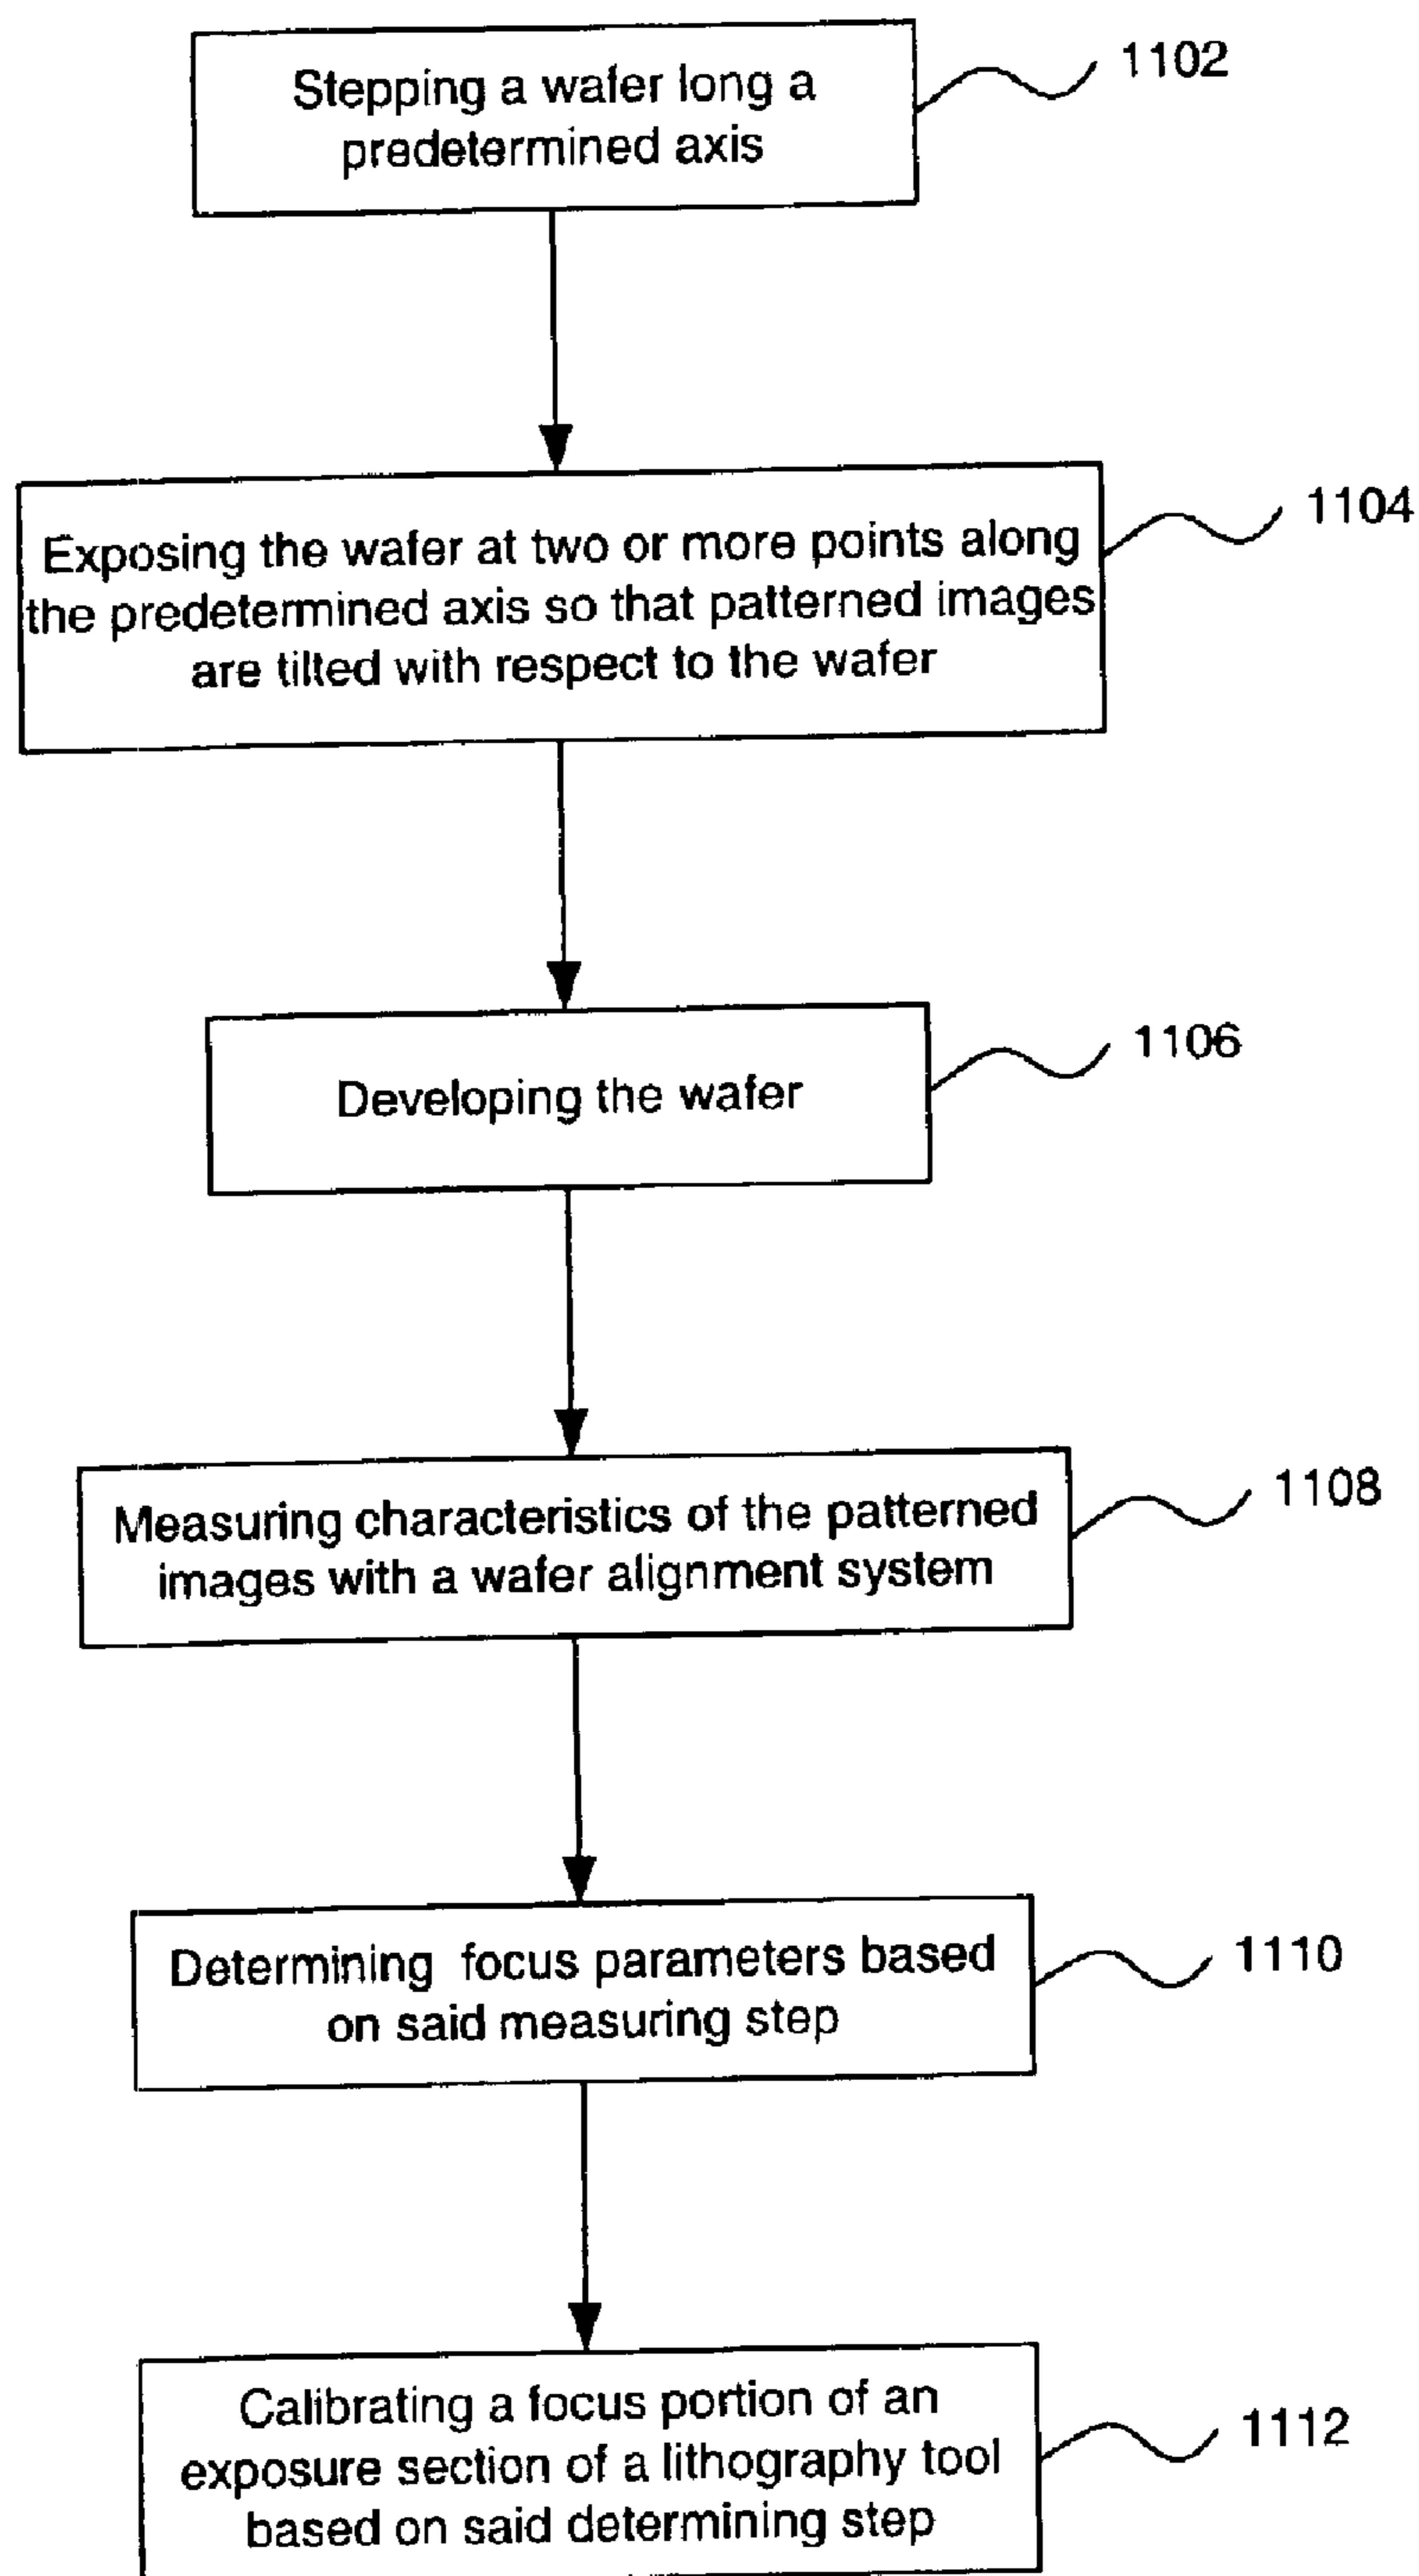 Stepping a wafer long a
predetermined axis
1102
Exposing the wafer at two or more points along
the predetermined axis so that patterned images
are tilted with respect to the wafer
1104
Developing the wafer
1106
Measuring characteristics of the patterned
images with a wafer alignment system
1108
Determining focus parameters based
on said measuring step
1110
Calibrating a focus portion of an
exposure section of a lithography tool
based on said determining step
1112